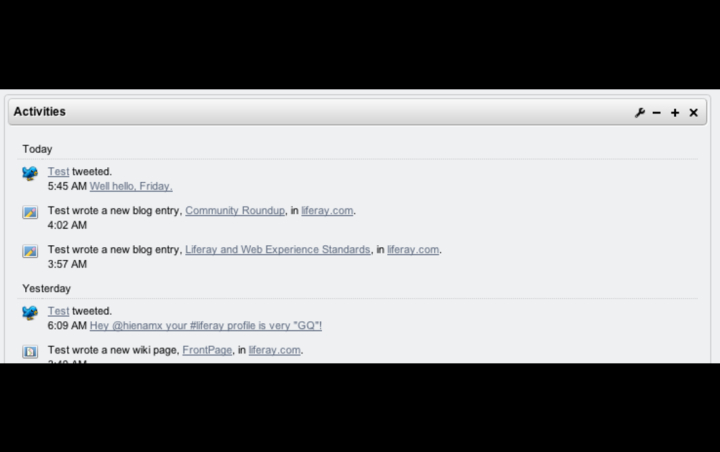 Activities
Today
Test tweeted.
5:45 AM Well hello, Friday.
Test wrote a new blog entry, Community Roundup, in liferay.com.
4:02 AM
Test wrote a new blog entry, Liferay and Web Experience Standards, in liferay.com.
3:57 AM
Yesterday
Test tweeted.
6:09 AM Hey @hienamx your #liferay profile is very "GQ"!
Test wrote a new wiki page, FrontPage, in liferay.com.